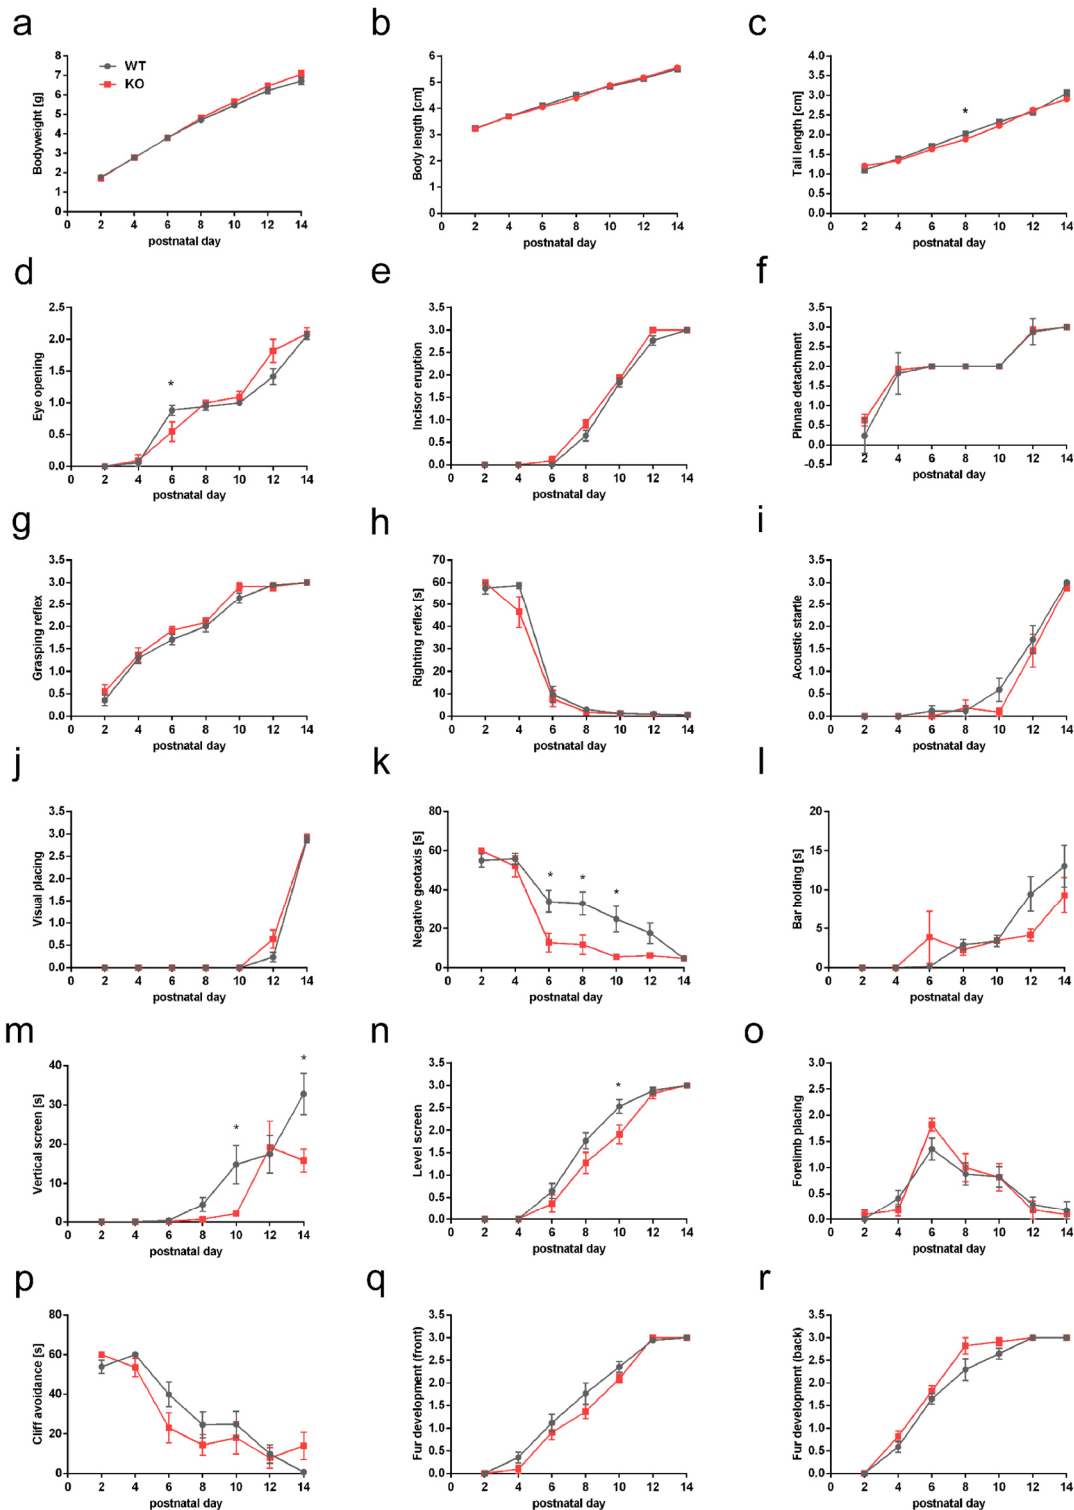 a
b
c
WT
KO
Bodyweight [g]
8
7
6
5
4
3
2
1
0
0 2 4 6 8 10 12 14
postnatal day
Body length [cm]
6
5
4
3
2
1
0
0 2 4 6 8 10 12 14
postnatal day
Tail length [cm]
4.0
3.5
3.0
2.5
2.0
1.5
1.0
0.5
0.0
*
0 2 4 6 8 10 12 14
postnatal day
d
e
f
Eye opening
2.5
2.0
1.5
1.0
0.5
0.0
*
0 2 4 6 8 10 12 14
postnatal day
Incisor eruption
3.5
3.0
2.5
2.0
1.5
1.0
0.5
0.0
0 2 4 6 8 10 12 14
postnatal day
Pinnae detachment
3.5
3.0
2.5
2.0
1.5
1.0
0.5
0.0
-0.5
2 4 6 8 10 12 14
postnatal day
g
h
i
Grasping reflex
3.5
3.0
2.5
2.0
1.5
1.0
0.5
0.0
0 2 4 6 8 10 12 14
postnatal day
Righting reflex [s]
70
60
50
40
30
20
10
0
0 2 4 6 8 10 12 14
postnatal day
Acoustic startle
3.5
3.0
2.5
2.0
1.5
1.0
0.5
0.0
0 2 4 6 8 10 12 14
postnatal day
j
k
l
Visual placing
3.5
3.0
2.5
2.0
1.5
1.0
0.5
0.0
0 2 4 6 8 10 12 14
postnatal day
Negative geotaxis [s]
80
60
40
20
0
* * *
0 2 4 6 8 10 12 14
postnatal day
Bar holding [s]
20
15
10
5
0
0 2 4 6 8 10 12 14
postnatal day
m
n
o
Vertical screen [s]
40
30
20
10
0
* *
0 2 4 6 8 10 12 14
postnatal day
Level screen
3.5
3.0
2.5
2.0
1.5
1.0
0.5
0.0
*
0 2 4 6 8 10 12 14
postnatal day
Forelimb placing
3.0
2.5
2.0
1.5
1.0
0.5
0.0
0 2 4 6 8 10 12 14
postnatal day
p
q
r
Cliff avoidance [s]
80
60
40
20
0
0 2 4 6 8 10 12 14
postnatal day
Fur development (front)
3.5
3.0
2.5
2.0
1.5
1.0
0.5
0.0
0 2 4 6 8 10 12 14
postnatal day
Fur development (back)
3.5
3.0
2.5
2.0
1.5
1.0
0.5
0.0
0 2 4 6 8 10 12 14
postnatal day